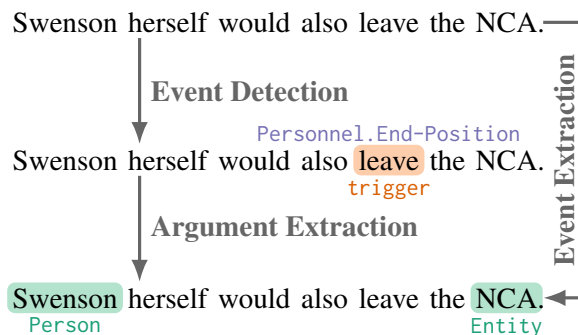 Swenson herself would also leave the NCA.
Event Detection
Personnel.End-Position
Swenson herself would also leave the NCA.
trigger
Argument Extraction
Event Extraction
Swenson herself would also leave the NCA.
Person
Entity